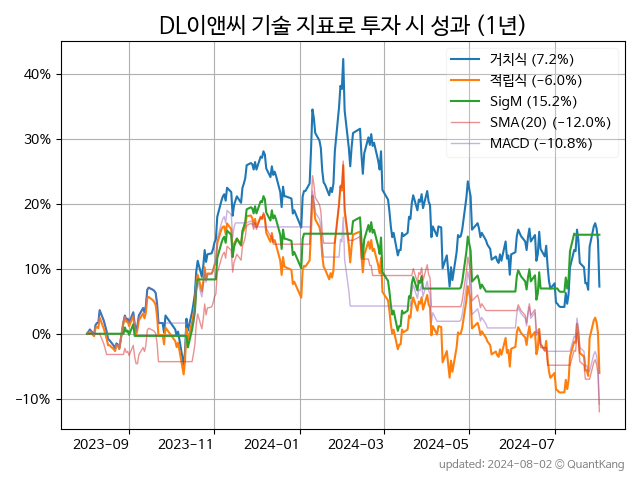 DL이앤씨 기술 지표로 투자 시 성과 (1년)
거치식 (7.2%)
적립식 (-6.0%)
SigM (15.2%)
SMA(20) (-12.0%)
MACD (-10.8%)
40%
30%
20%
10%
0%
-10%
2023-09
2023-11
2024-01
2024-03
2024-05
2024-07
updated: 2024-08-02 © QuantKang